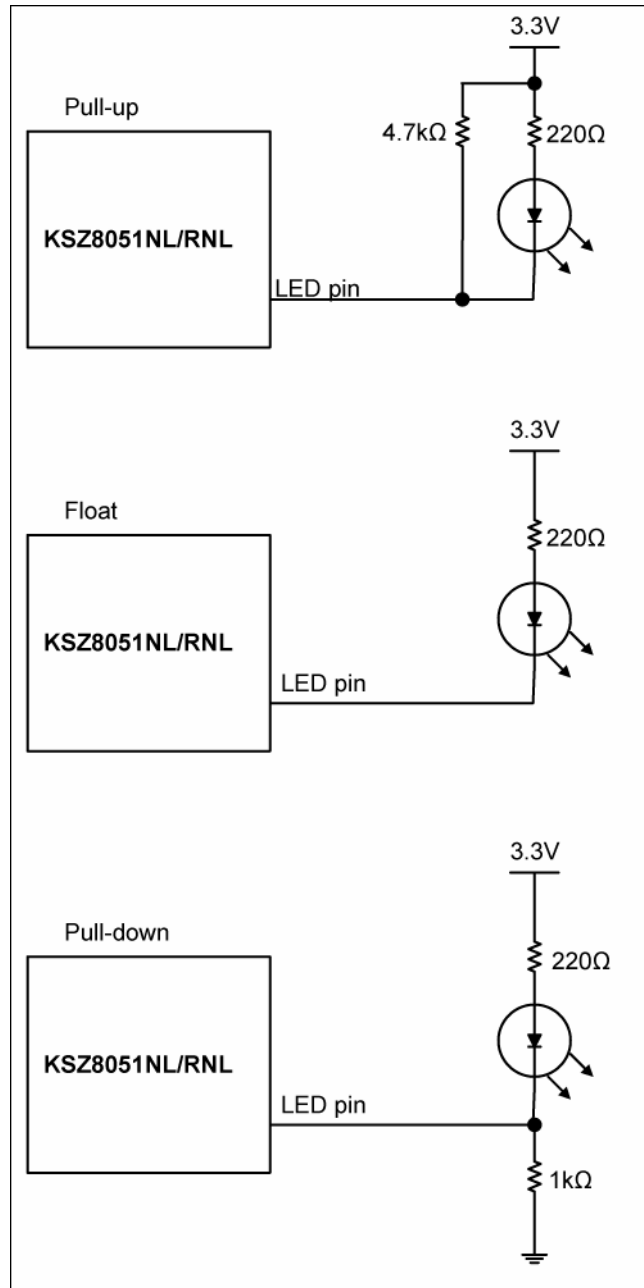 3.3V
Pull-up
4.7kΩ
220Ω
KSZ8051NL/RNL
LED pin
3.3V
Float
220Ω
KSZ8051NL/RNL
LED pin
3.3V
Pull-down
220Ω
KSZ8051NL/RNL
LED pin
1kΩ